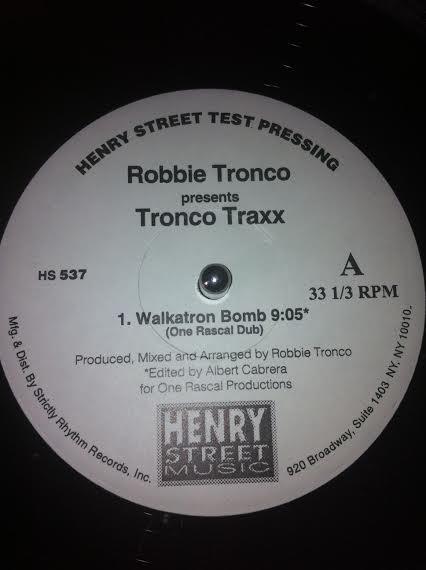 HENRY STREET TEST PRESSING
Robbie Tronco
presents
Tronco Traxx
HS 537
A
33 1/3 RPM
1. Walkatron Bomb 9:05*
(One Rascal Dub)
Produced, Mixed and Arranged by Robbie Tronco
*Edited by Albert Cabrera
for One Rascal Productions
HENRY
STREET
MUSIC
Mfg. & Dist. By Strictly Rhythm Records, Inc.
920 Broadway, Suite 1403 NY. NY 10010.